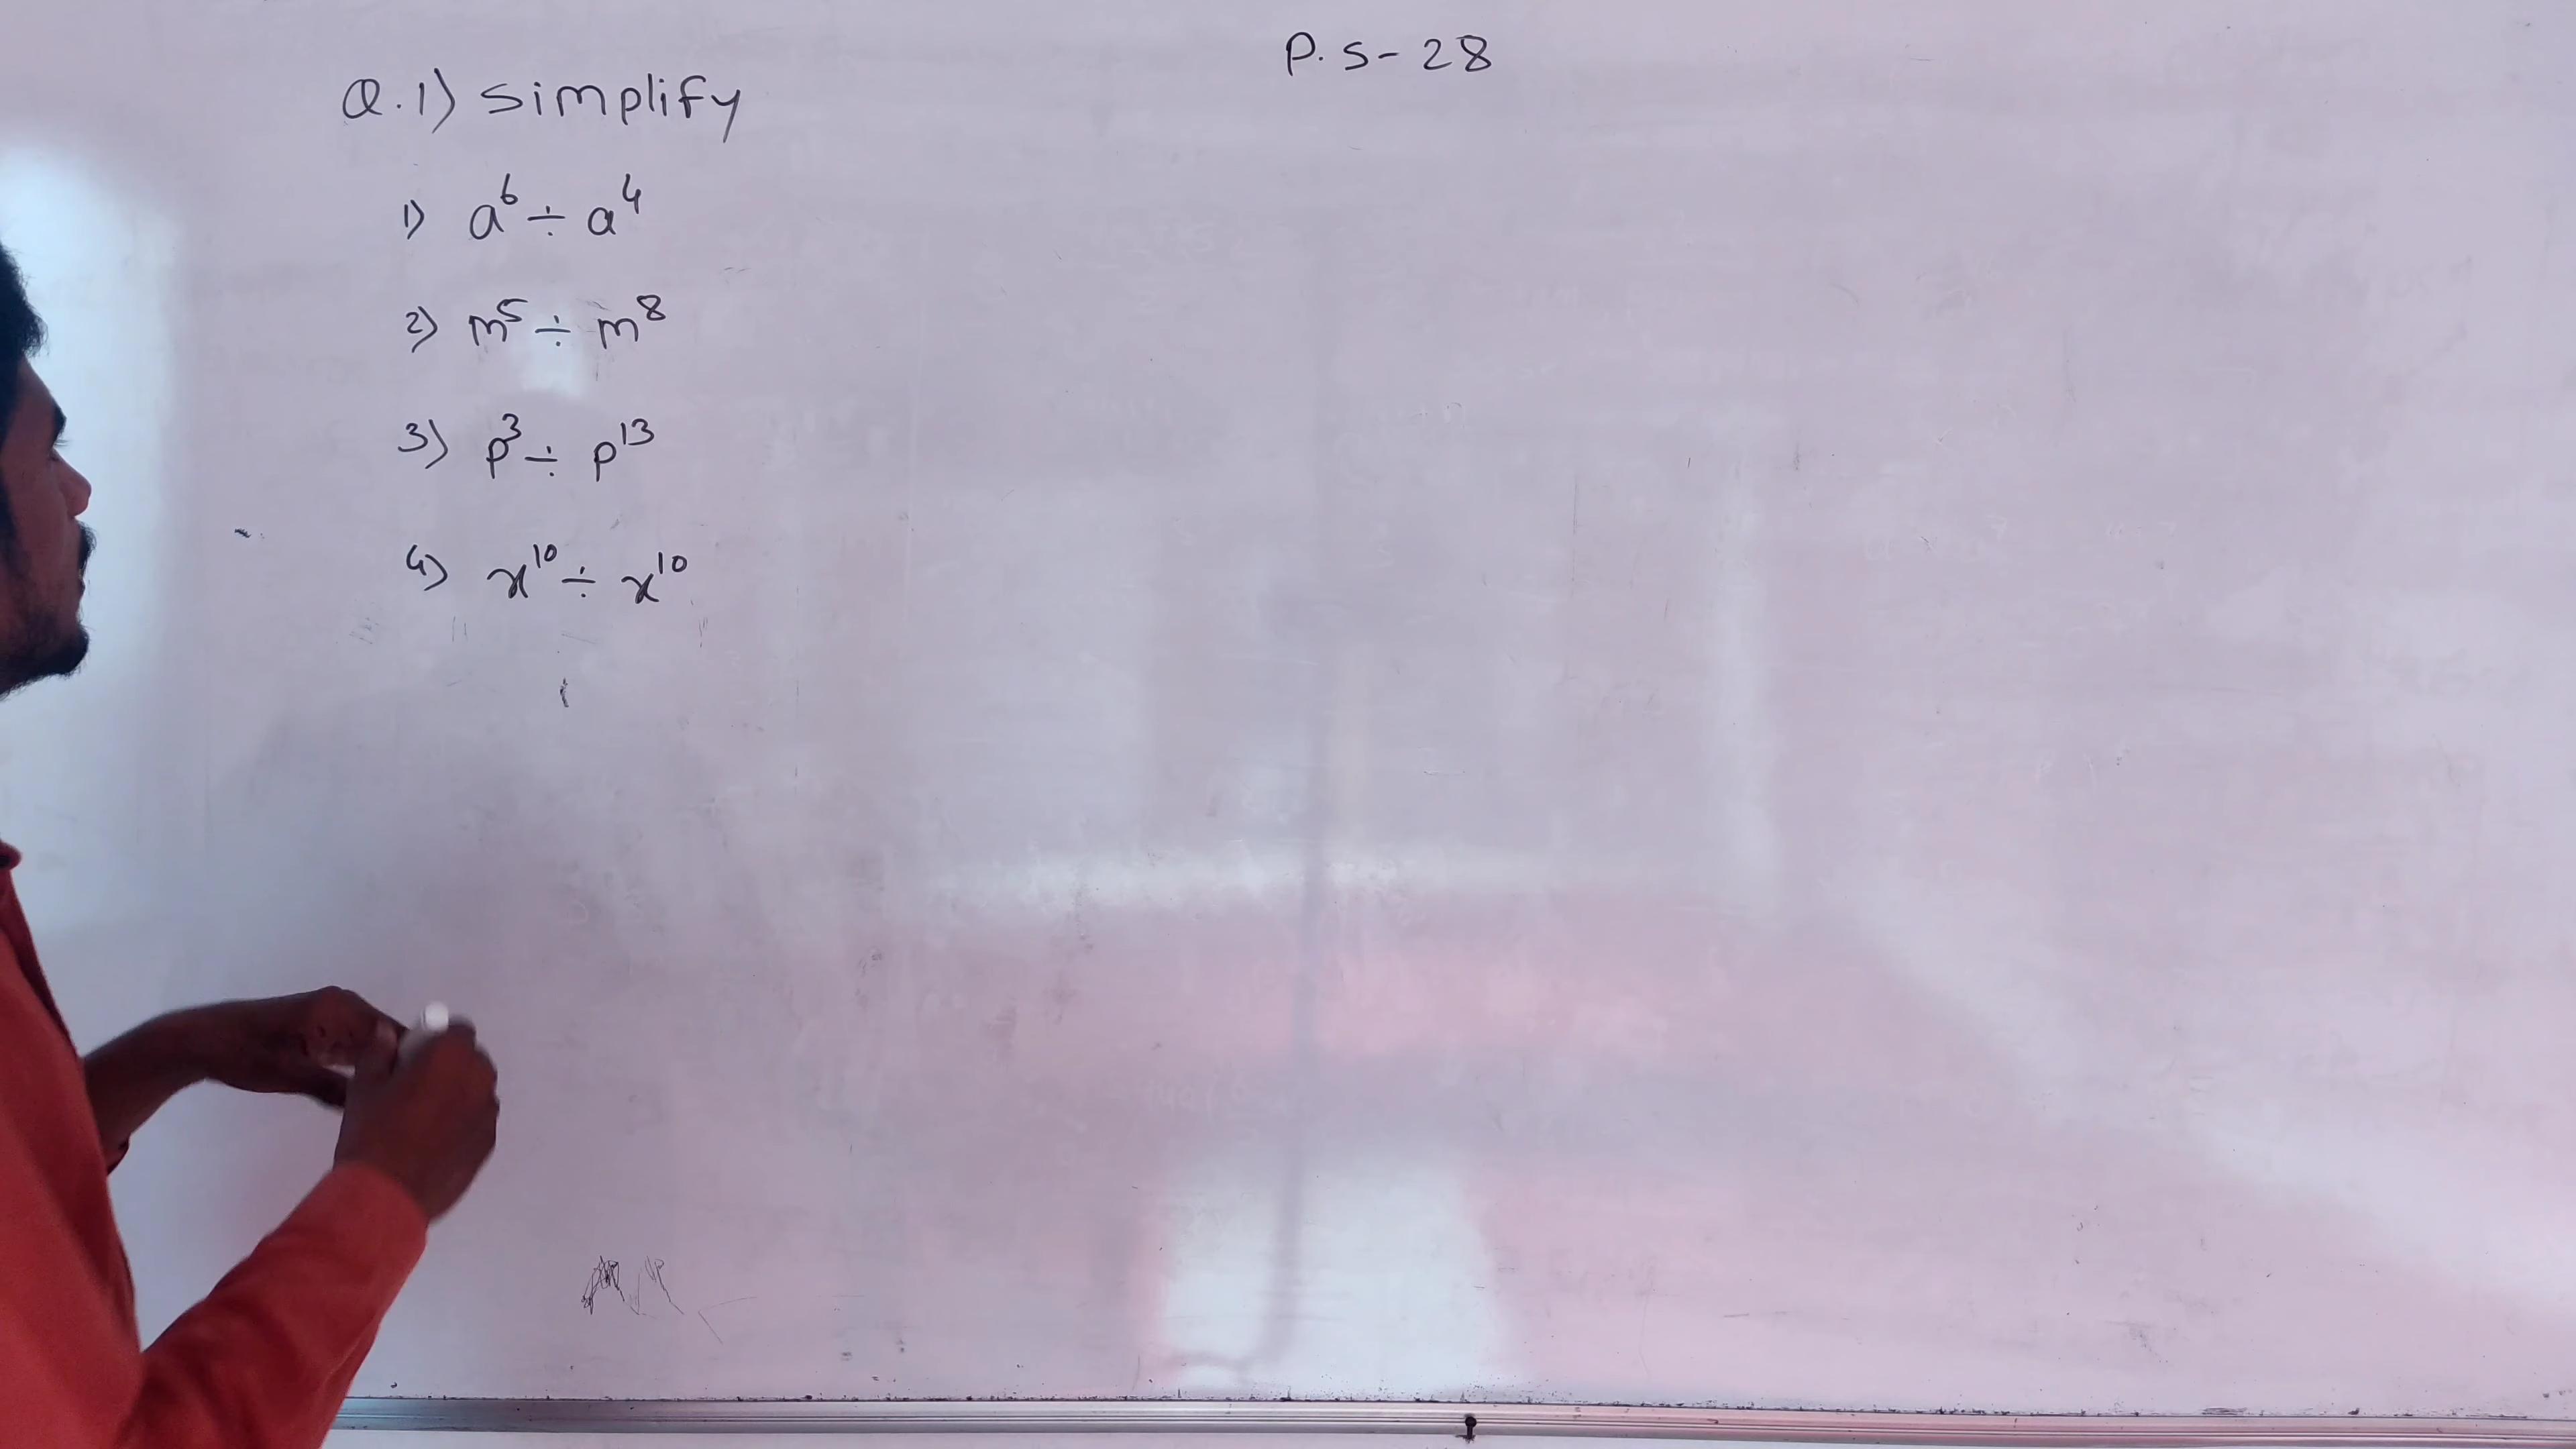 P. S - 28
Q.1) Simplify
1) a⁶ ÷ a⁴
2) m⁵ ÷ m⁸
3) p³ ÷ p¹³
4) x¹⁰ ÷ x¹⁰